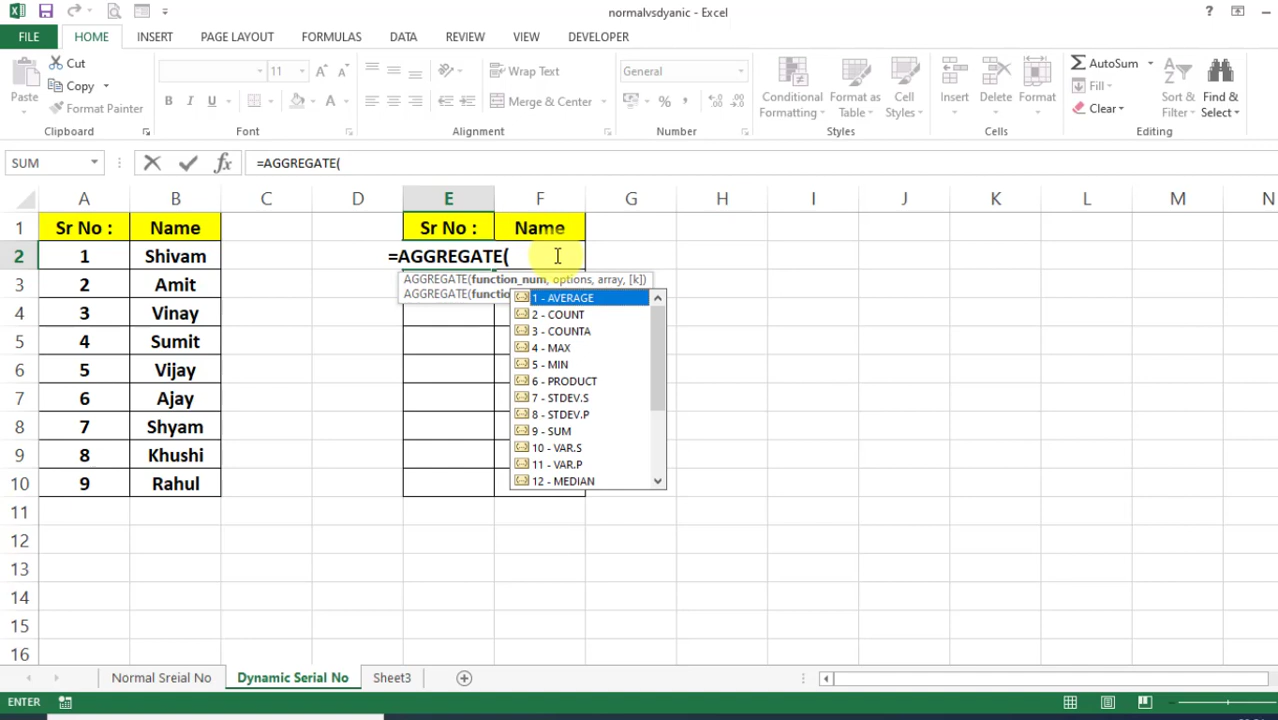 normalvsdyanic - Excel
FILE HOME INSERT PAGE LAYOUT FORMULAS DATA REVIEW VIEW DEVELOPER
Paste
Cut
Copy
Format Painter
Clipboard
11
Font
Wrap Text
Merge & Center
Alignment
General
Number
Conditional Formatting
Format as Table
Cell Styles
Styles
Insert
Delete
Format
Cells
AutoSum
Fill
Clear
Sort & Filter
Find & Select
Editing
SUM =AGGREGATE(
A B C D E F G H I J K L M N
1 Sr No : Name Sr No : Name
2 1 Shivam =AGGREGATE(
3 2 Amit
4 3 Vinay
5 4 Sumit
6 5 Vijay
7 6 Ajay
8 7 Shyam
9 8 Khushi
10 9 Rahul
11
12
13
14
15
16
AGGREGATE(function_num, options, array, [k])
AGGREGATE(functio
1 - AVERAGE
2 - COUNT
3 - COUNTA
4 - MAX
5 - MIN
6 - PRODUCT
7 - STDEV.S
8 - STDEV.P
9 - SUM
10 - VAR.S
11 - VAR.P
12 - MEDIAN
Normal Sreial No Dynamic Serial No Sheet3
ENTER